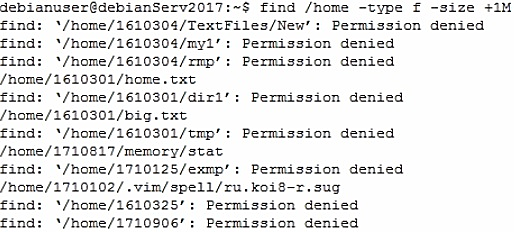 debianuser@debianServ2017:~$ find /home -type f -size +1M
find: ‘/home/1610304/TextFiles/New’: Permission denied
find: ‘/home/1610304/my1’: Permission denied
find: ‘/home/1610304/rmp’: Permission denied
/home/1610301/home.txt
find: ‘/home/1610301/dir1’: Permission denied
/home/1610301/big.txt
find: ‘/home/1610301/tmp’: Permission denied
/home/1710817/memory/stat
find: ‘/home/1710125/exmp’: Permission denied
/home/1710102/.vim/spell/ru.koi8-r.sug
find: ‘/home/1610325’: Permission denied
find: ‘/home/1710906’: Permission denied